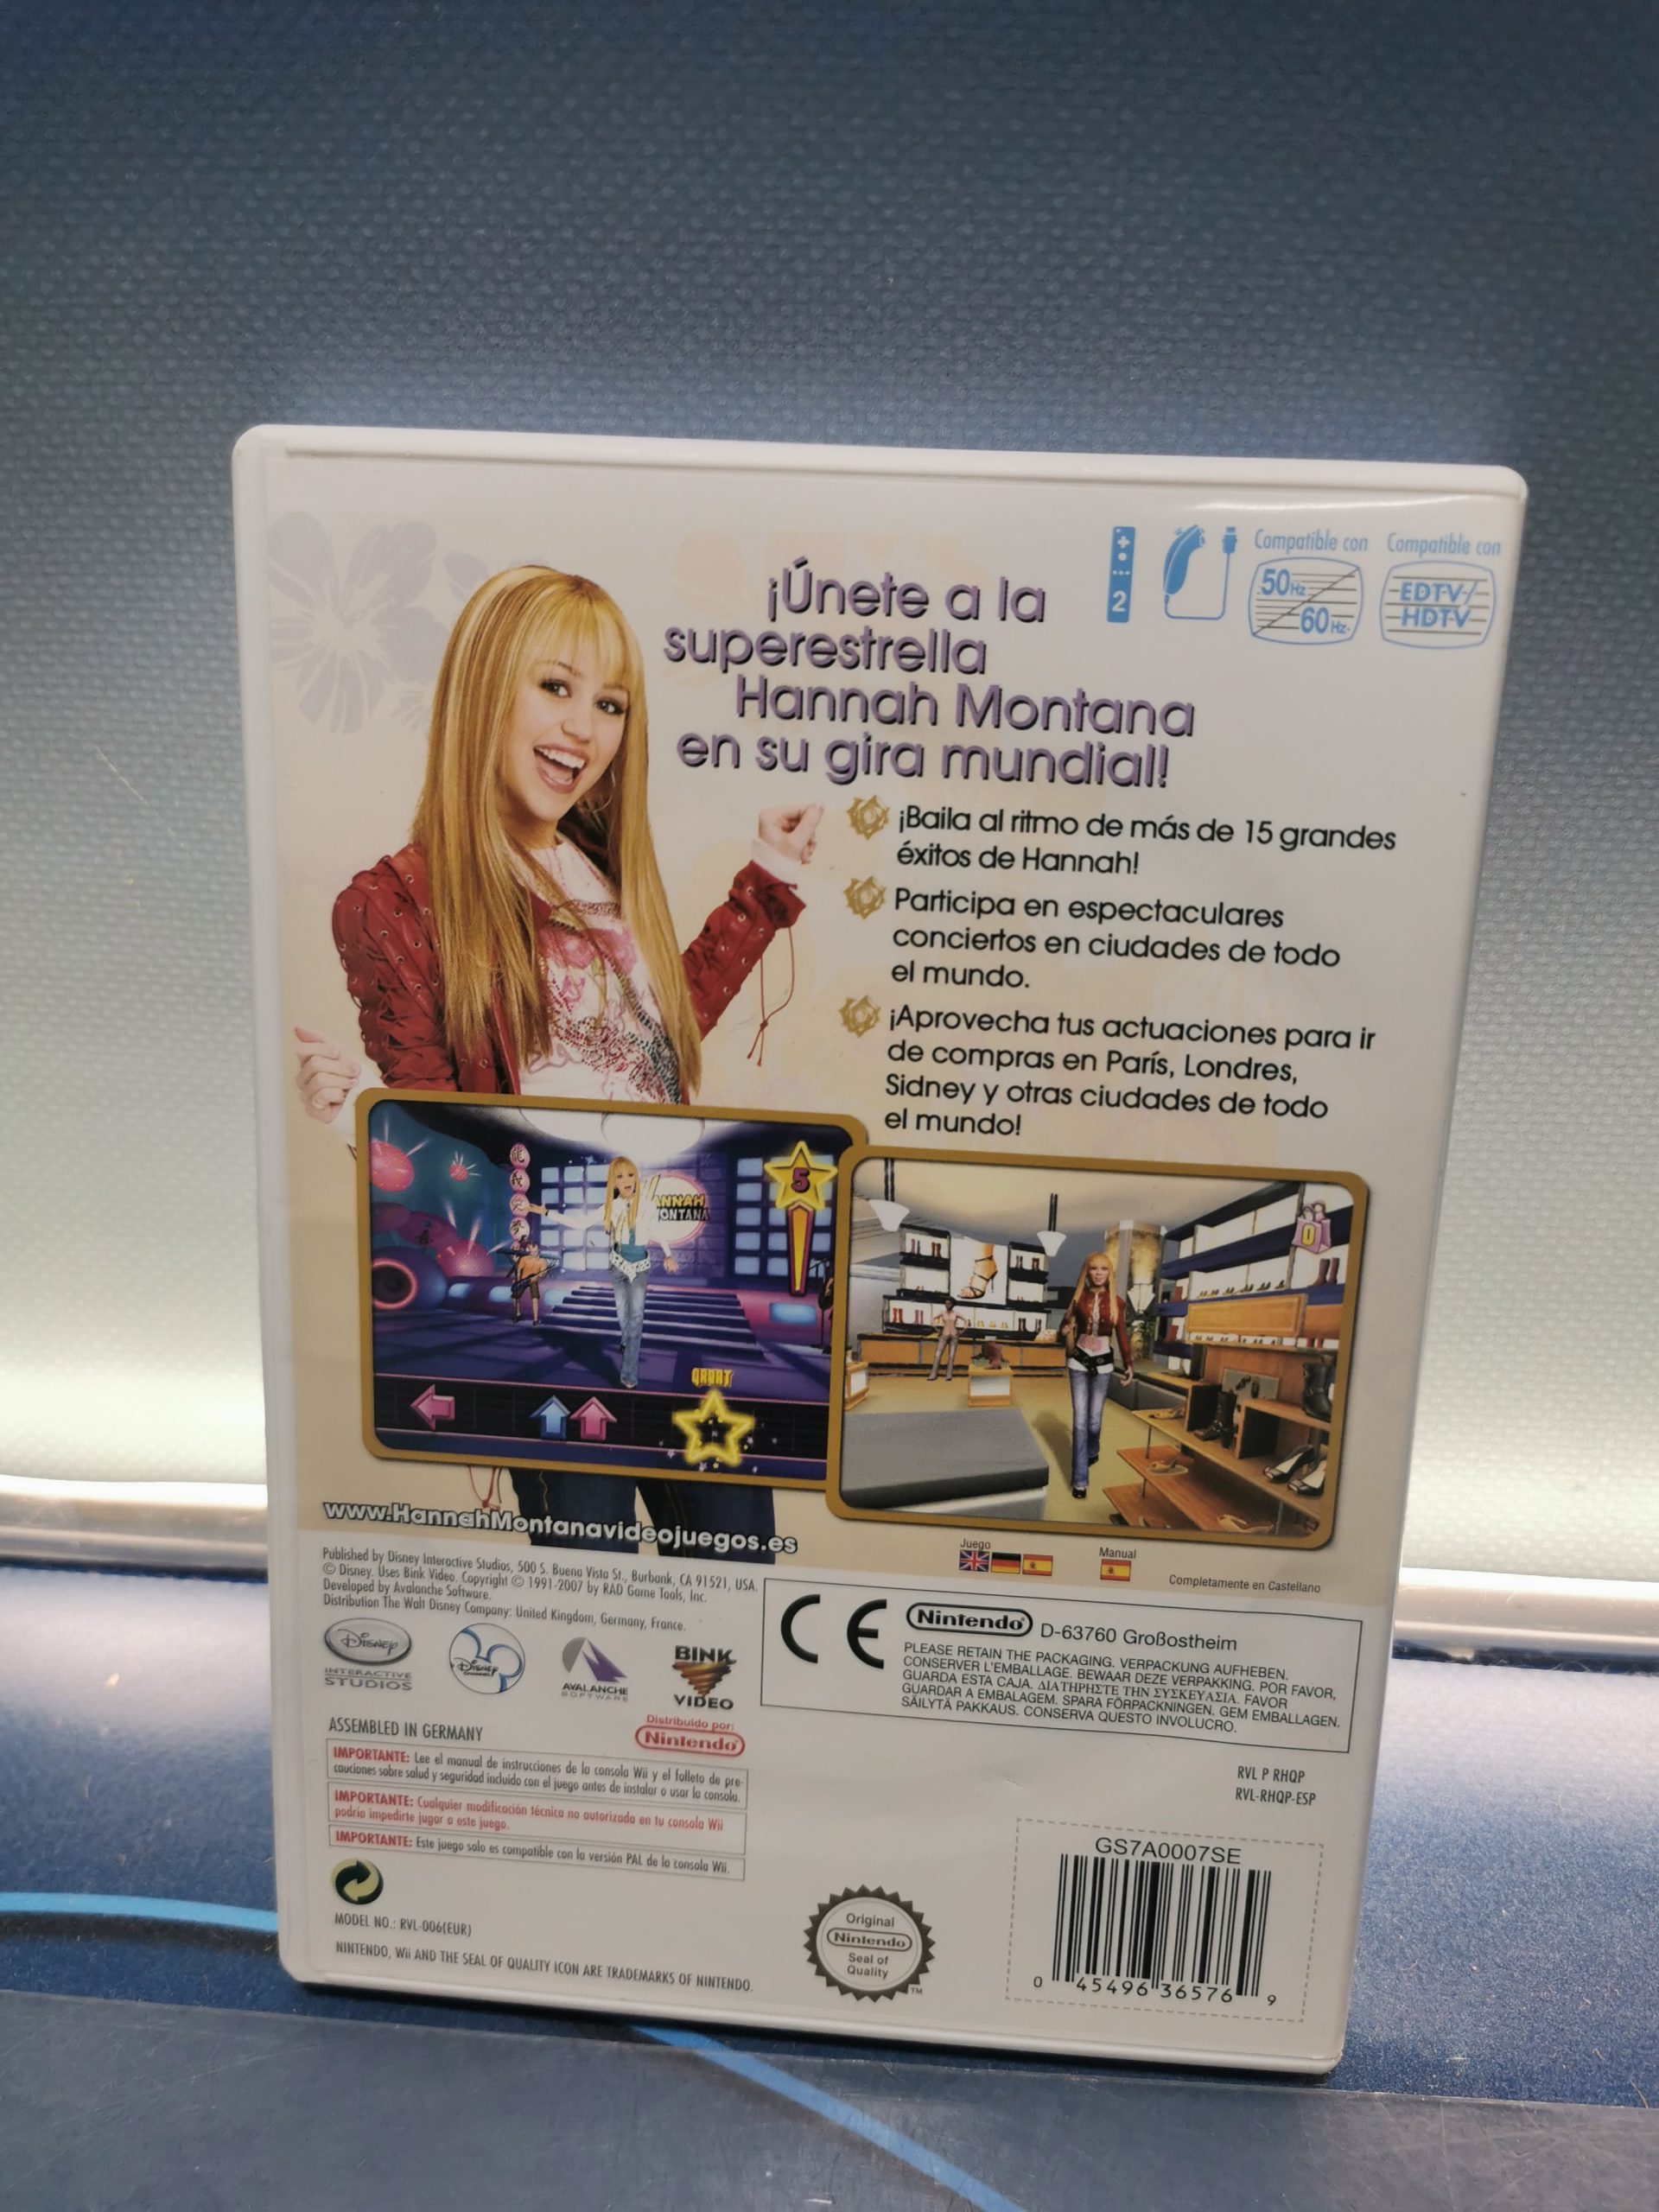 Compatible con
Compatible con
50Hz
60Hz
EDTV/
HDTV
2
¡Únete a la
superestrella
Hannah Montana
en su gira mundial!
¡Baila al ritmo de más de 15 grandes
éxitos de Hannah!
Participa en espectaculares
conciertos en ciudades de todo
el mundo.
¡Aprovecha tus actuaciones para ir
de compras en París, Londres,
Sidney y otras ciudades de todo
el mundo!
5
GREAT
0
www.HannahMontanavideojuegos.es
Juego
Manual
Completamente en Castellano
Published by Disney Interactive Studios, 500 S. Buena Vista St., Burbank, CA 91521, USA.
© Disney. Uses Bink Video. Copyright © 1991-2007 by RAD Game Tools, Inc.
Developed by Avalanche Software.
Distribution The Walt Disney Company: United Kingdom, Germany, France.
Disney
INTERACTIVE
STUDIOS
Disney
AVALANCHE
SOFTWARE
BINK
VIDEO
CE
Nintendo D-63760 Großostheim
PLEASE RETAIN THE PACKAGING. VERPACKUNG AUFHEBEN.
CONSERVER L'EMBALLAGE. BEWAAR DEZE VERPAKKING. POR FAVOR,
GUARDA ESTA CAJA. ΔΙΑΤΗΡΗΣΤΕ ΤΗΝ ΣΥΣΚΕΥΑΣΙΑ. FAVOR
GUARDAR A EMBALAGEM. SPARA FÖRPACKNINGEN. GEM EMBALLAGEN.
SÄILYTÄ PAKKAUS. CONSERVA QUESTO INVOLUCRO.
ASSEMBLED IN GERMANY
Distribuido por:
Nintendo
IMPORTANTE: Lee el manual de instrucciones de la consola Wii y el folleto de pre-
cauciones sobre salud y seguridad incluido con el juego antes de instalar o usar la consola.
IMPORTANTE: Cualquier modificación técnica no autorizada en tu consola Wii
podría impedirte jugar a este juego.
IMPORTANTE: Este juego solo es compatible con la versión PAL de la consola Wii.
MODEL NO.: RVL-006(EUR)
NINTENDO, Wii AND THE SEAL OF QUALITY ICON ARE TRADEMARKS OF NINTENDO.
Original
Nintendo
Seal of
Quality
TM
RVL P RHQP
RVL-RHQP-ESP
GS7A0007SE
0 45496 36576 9